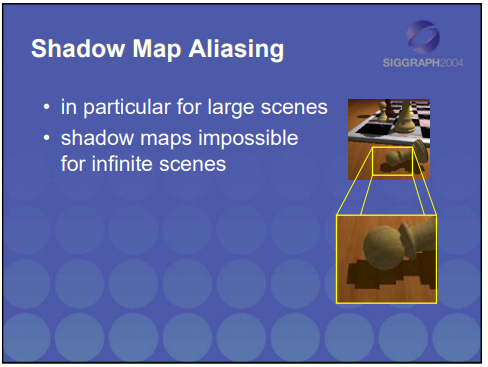 Shadow Map Aliasing
SIGGRAPH2004
• in particular for large scenes
• shadow maps impossible
for infinite scenes